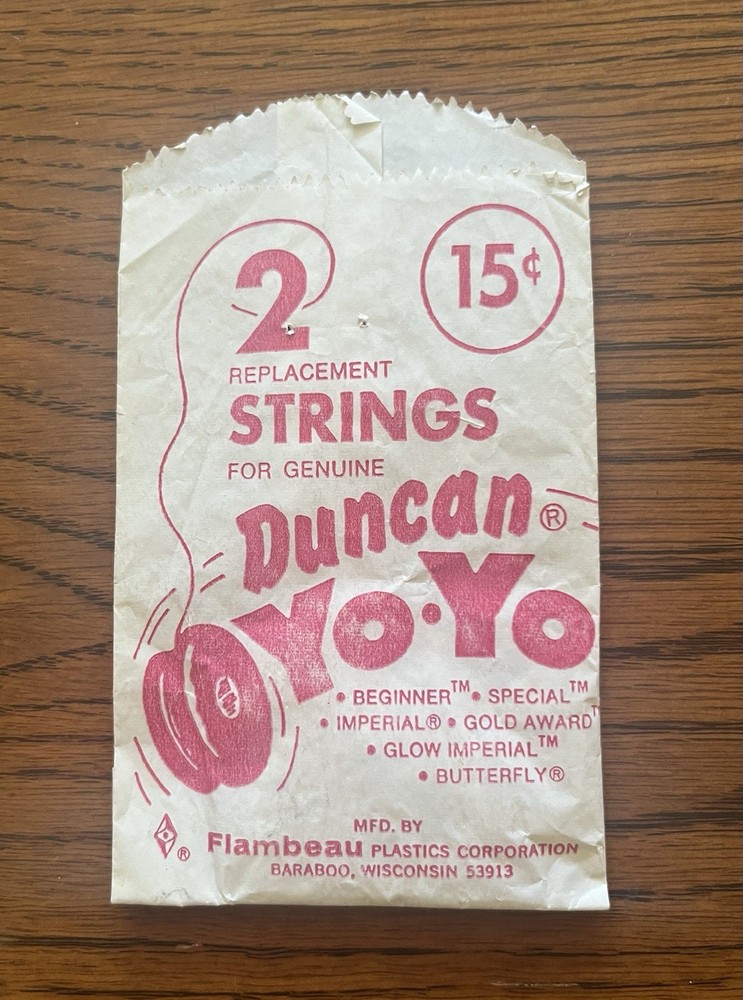 2
15¢
REPLACEMENT
STRINGS
FOR GENUINE
Duncan®
YO·YO
• BEGINNER™ • SPECIAL™
• IMPERIAL® • GOLD AWARD™
• GLOW IMPERIAL™
• BUTTERFLY®
MFD. BY
® Flambeau PLASTICS CORPORATION
BARABOO, WISCONSIN 53913